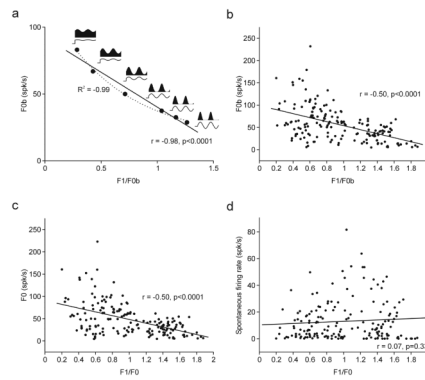 a
100
50
0
F0b (spk/s)
R² = -0.99
r = -0.98, p<0.0001
0 0.5 1 1.5
F1/F0b
b
250
200
150
100
50
0
F0b (spk/s)
r = -0.50, p<0.0001
0 0.2 0.4 0.6 0.8 1 1.2 1.4 1.6 1.8
F1/F0b
c
250
200
150
100
50
0
F0 (spk/s)
r = -0.50, p<0.0001
0 0.2 0.4 0.6 0.8 1 1.2 1.4 1.6 1.8 2
F1/F0
d
80
60
40
20
0
Spontaneous firing rate (spk/s)
r = 0.07, p=0.3
0 0.2 0.4 0.6 0.8 1 1.2 1.4 1.6 1.8
F1/F0